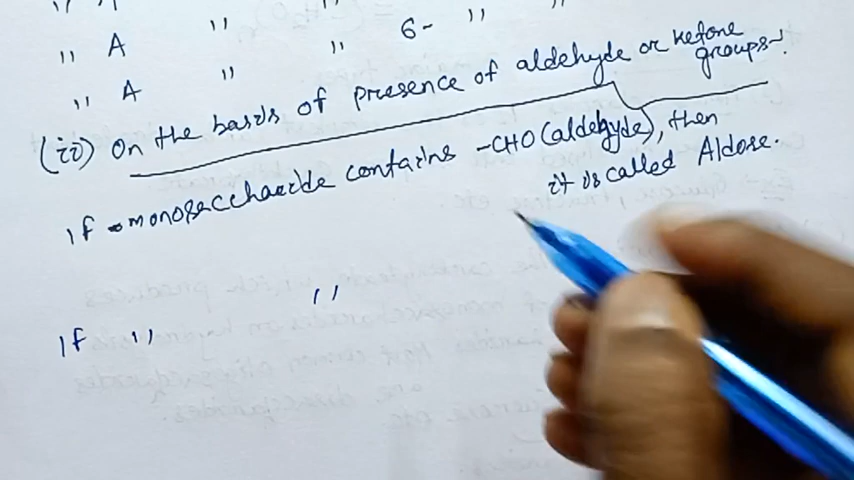 ,, A ,, ,, 6- ,, ,,
,, A ,, ,,
(ii) On the basis of presence of aldehyde or ketone
groups-:
If monosaccharide contains -CHO (aldehyde), then
it is called Aldose.
If ,, ,,